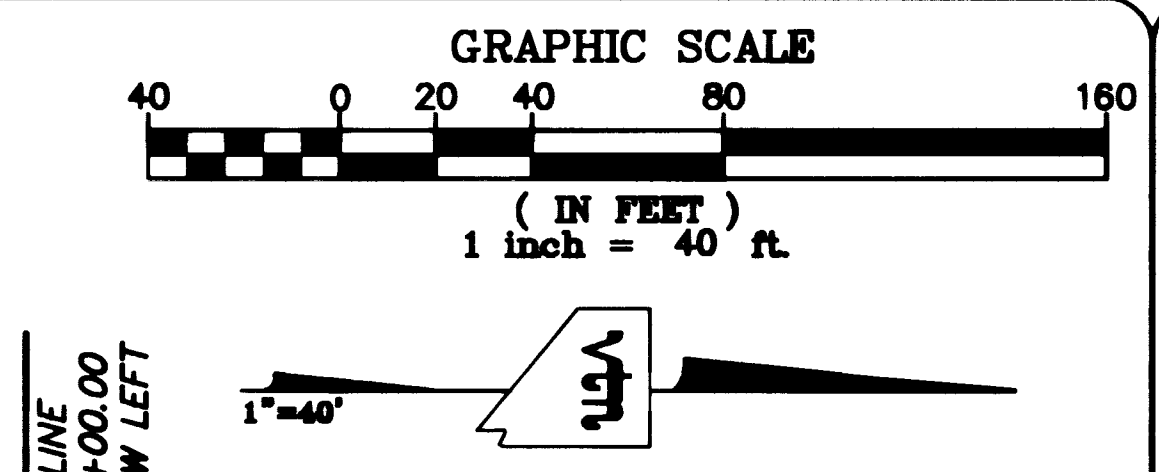 GRAPHIC SCALE
40 0 20 40 80 160
( IN FEET )
1 inch = 40 ft.
vtn
1"=40'
LINE
+00.00
W LEFT